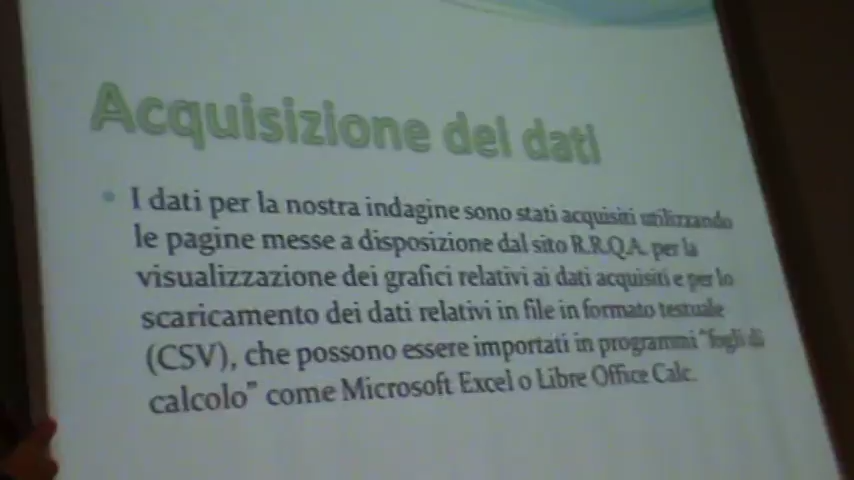 Acquisizione dei dati
I dati per la nostra indagine sono stati acquisiti utilizzando
le pagine messe a disposizione dal sito R.R.Q.A. per la
visualizzazione dei grafici relativi ai dati acquisiti e per lo
scaricamento dei dati relativi in file in formato testuale
(CSV), che possono essere importati in programmi "fogli di
calcolo" come Microsoft Excel o Libre Office Calc.